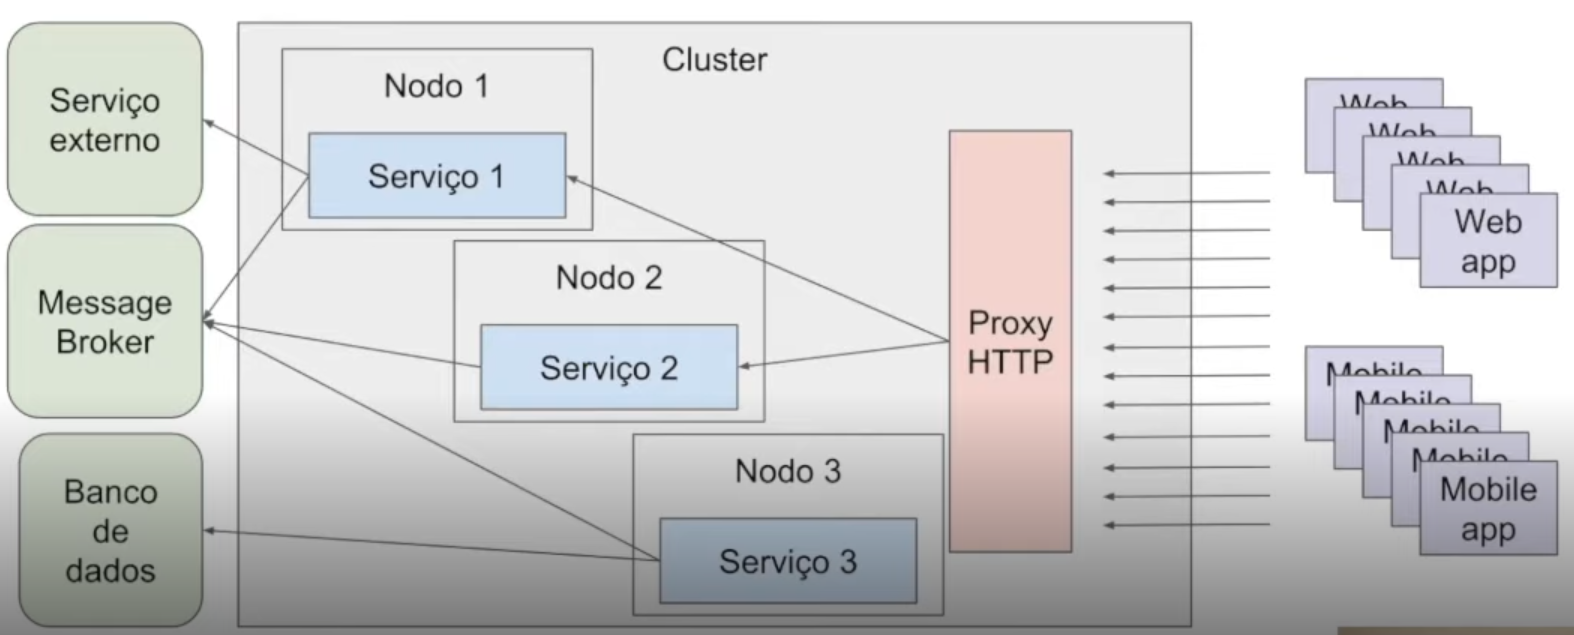 Serviço
externo
Message
Broker
Banco
de
dados
Cluster
Nodo 1
Serviço 1
Nodo 2
Serviço 2
Nodo 3
Serviço 3
Proxy
HTTP
Web
Web
Web
Web
Web
app
Mobile
Mobile
Mobile
Mobile
Mobile
app